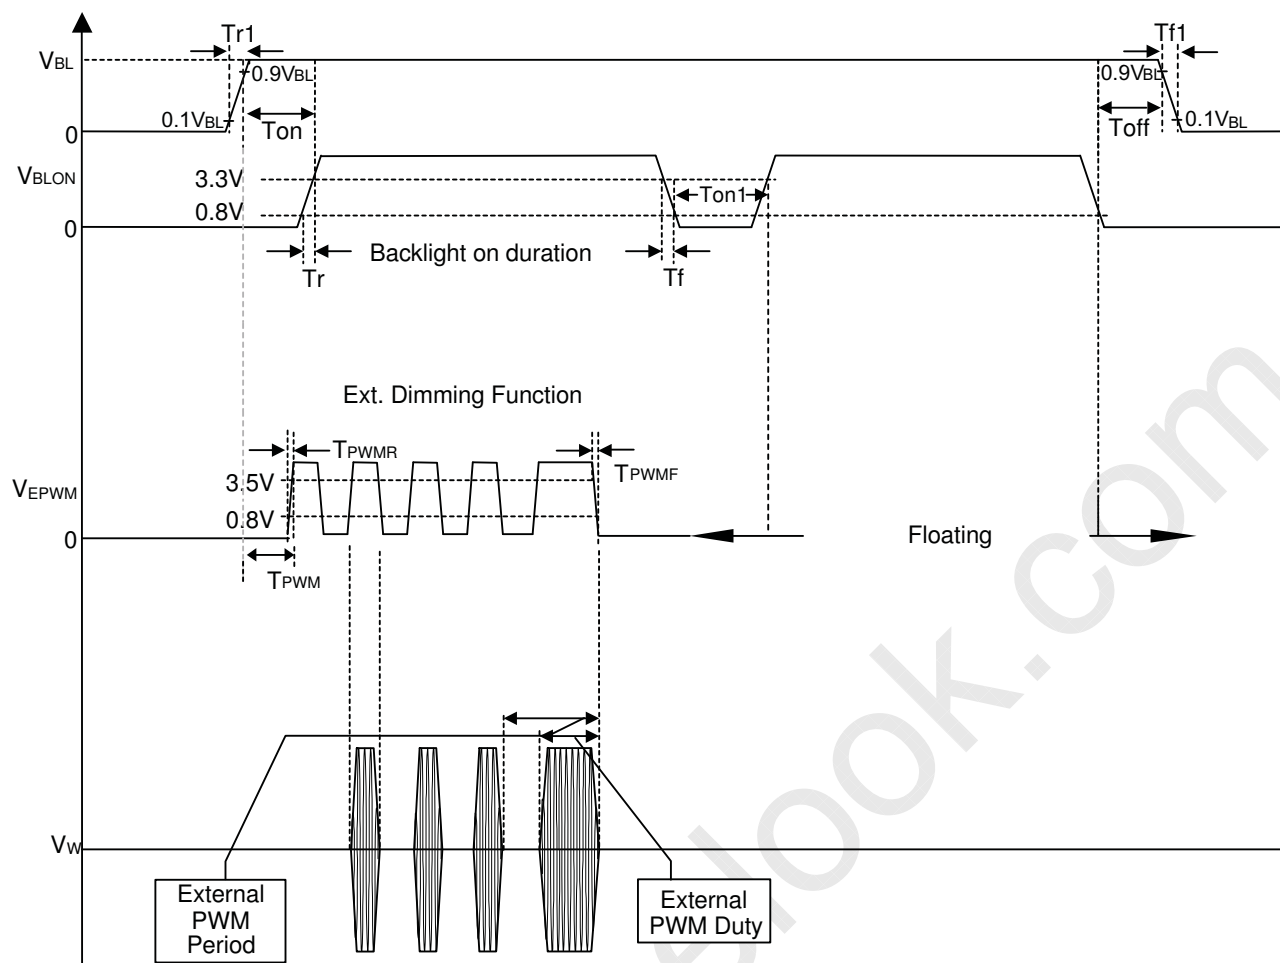 Tr1
Tf1
VBL
0.9VBL
0.9VBL
0.1VBL
Ton
Toff
0.1VBL
0
VBLON
3.3V
Ton1
0.8V
0
Backlight on duration
Tr
Tf
Ext. Dimming Function
TPWMR
TPWMF
3.5V
VEPWM
0.8V
0
Floating
TPWM
VW
External
PWM
Period
External
PWM Duty
elook.com